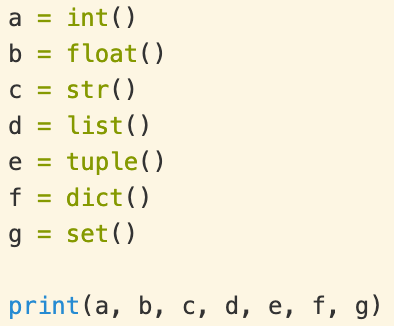 a = int()
b = float()
c = str()
d = list()
e = tuple()
f = dict()
g = set()
print(a, b, c, d, e, f, g)